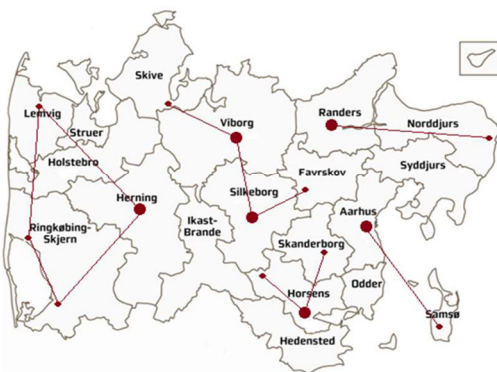 Skive
Lemvig
Struer
Viborg
Randers
Norddjurs
Holstebro
Favrskov
Syddjurs
Herning
Silkeborg
Ikast-
Brande
Aarhus
Ringkøbing-
Skjern
Skanderborg
Odder
Horsens
Samsø
Hedensted